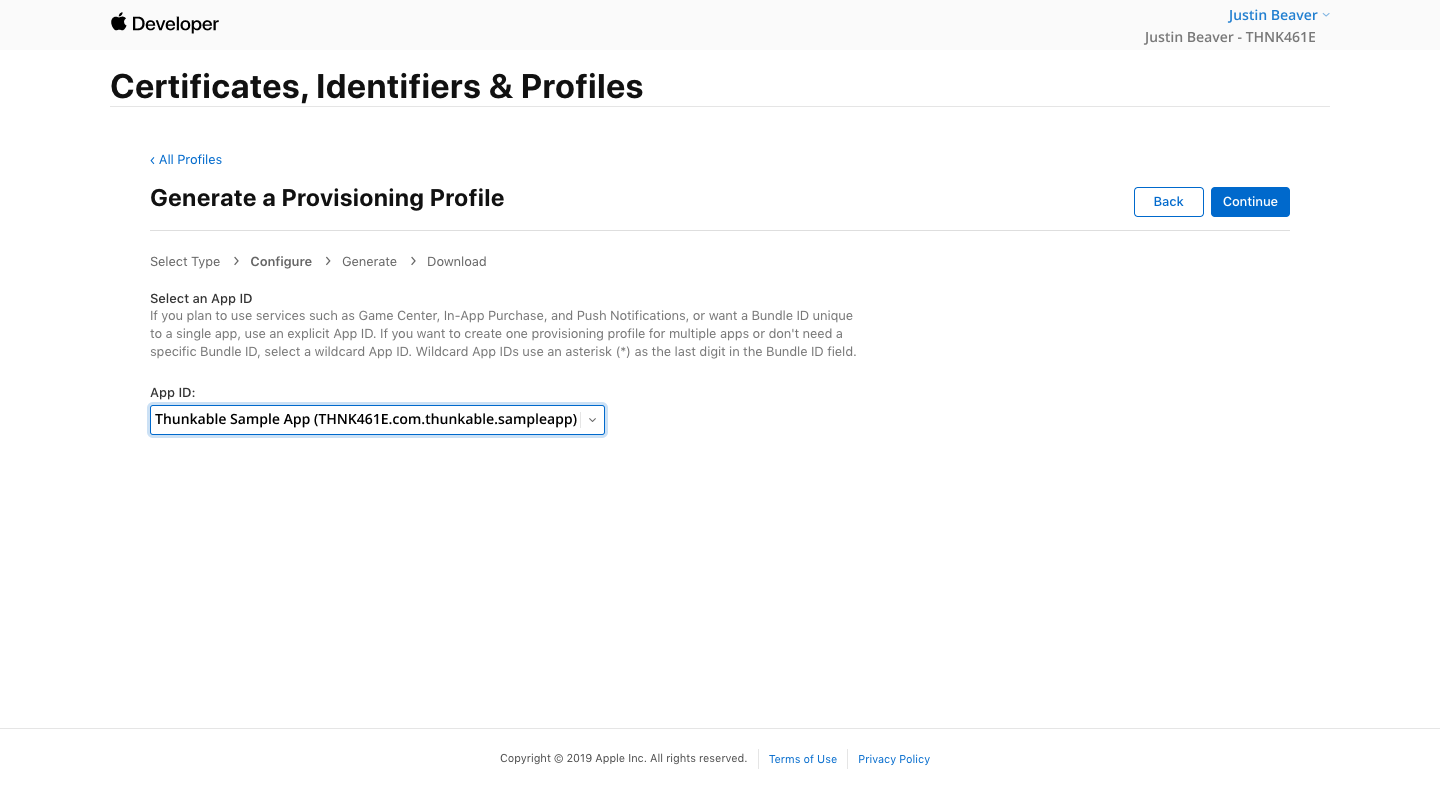 Developer
Justin Beaver
Justin Beaver - THNK461E
Certificates, Identifiers & Profiles
‹ All Profiles
Generate a Provisioning Profile
Back
Continue
Select Type > Configure > Generate > Download
Select an App ID
If you plan to use services such as Game Center, In-App Purchase, and Push Notifications, or want a Bundle ID unique
to a single app, use an explicit App ID. If you want to create one provisioning profile for multiple apps or don't need a
specific Bundle ID, select a wildcard App ID. Wildcard App IDs use an asterisk (*) as the last digit in the Bundle ID field.
App ID:
Thunkable Sample App (THNK461E.com.thunkable.sampleapp)
Copyright © 2019 Apple Inc. All rights reserved.
Terms of Use
Privacy Policy